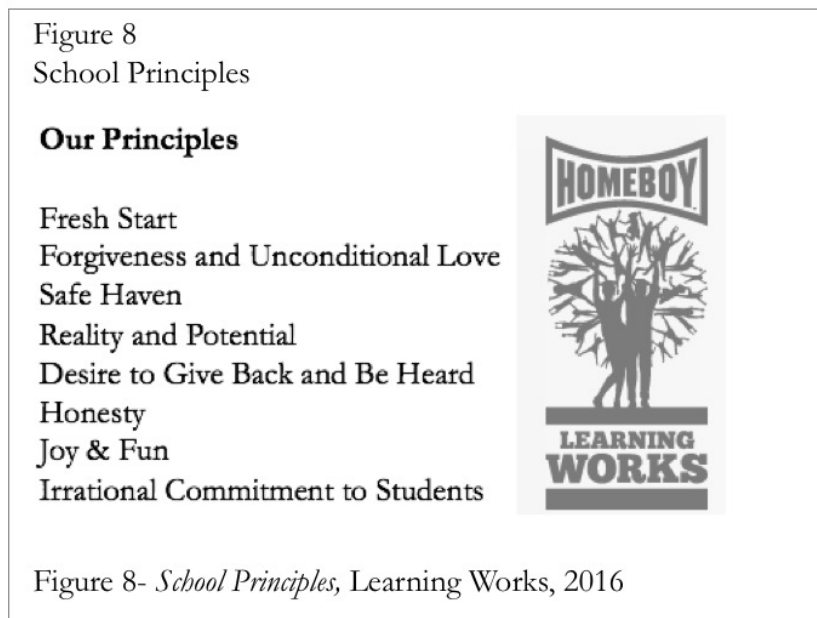 Figure 8
School Principles
Our Principles
Fresh Start
Forgiveness and Unconditional Love
Safe Haven
Reality and Potential
Desire to Give Back and Be Heard
Honesty
Joy & Fun
Irrational Commitment to Students
HOMEBOY
LEARNING
WORKS
Figure 8- School Principles, Learning Works, 2016